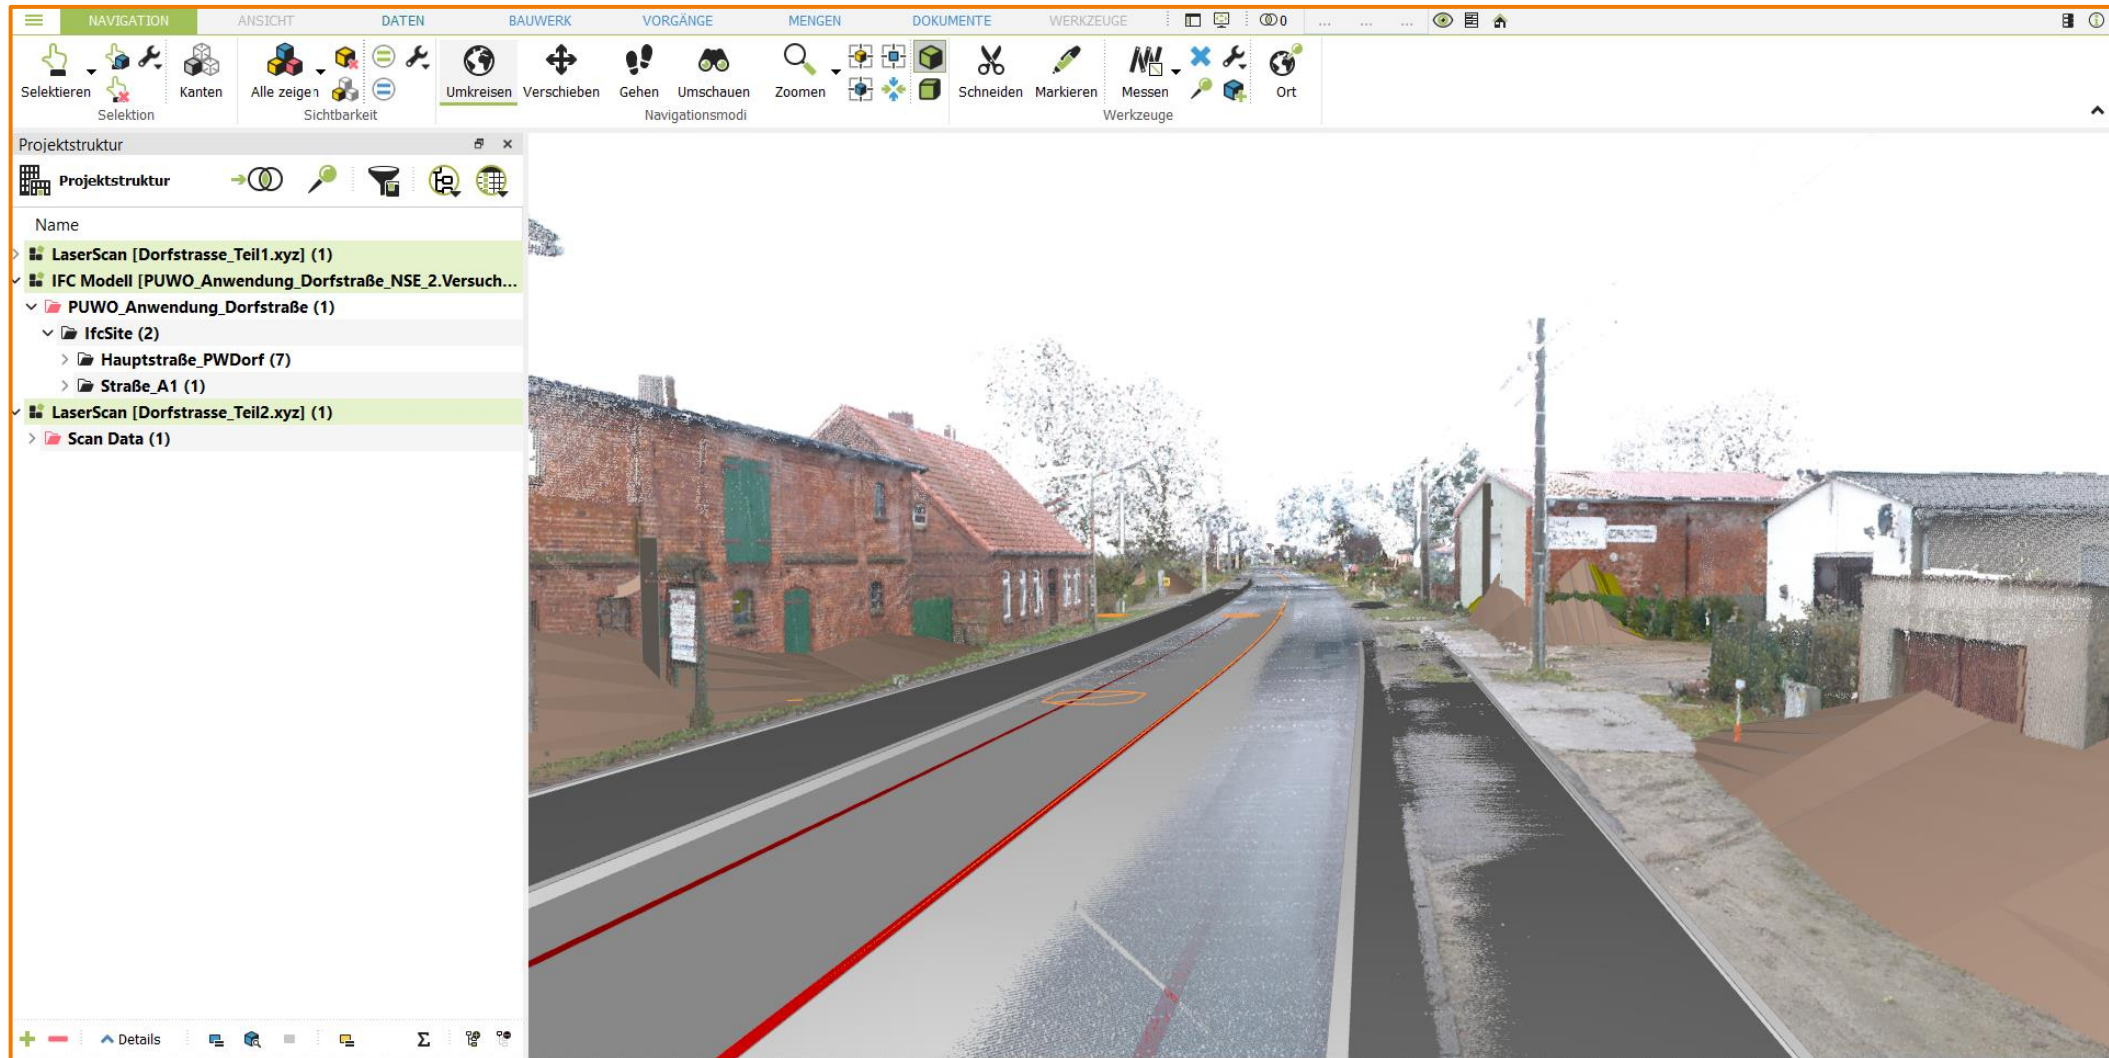 NAVIGATION ANSICHT DATEN BAUWERK VORGÄNGE MENGEN DOKUMENTE WERKZEUGE 0 ... ... ...
Selektieren Kanten Alle zeigen Umkreisen Verschieben Gehen Umschauen Zoomen Schneiden Markieren Messen Ort
Selektion Sichtbarkeit Navigationsmodi Werkzeuge
Projektstruktur
Projektstruktur
Name
LaserScan [Dorfstrasse_Teil1.xyz] (1)
IFC Modell [PUWO_Anwendung_Dorfstraße_NSE_2.Versuch...
PUWO_Anwendung_Dorfstraße (1)
IfcSite (2)
Hauptstraße_PWDorf (7)
Straße_A1 (1)
LaserScan [Dorfstrasse_Teil2.xyz] (1)
Scan Data (1)
Details Σ